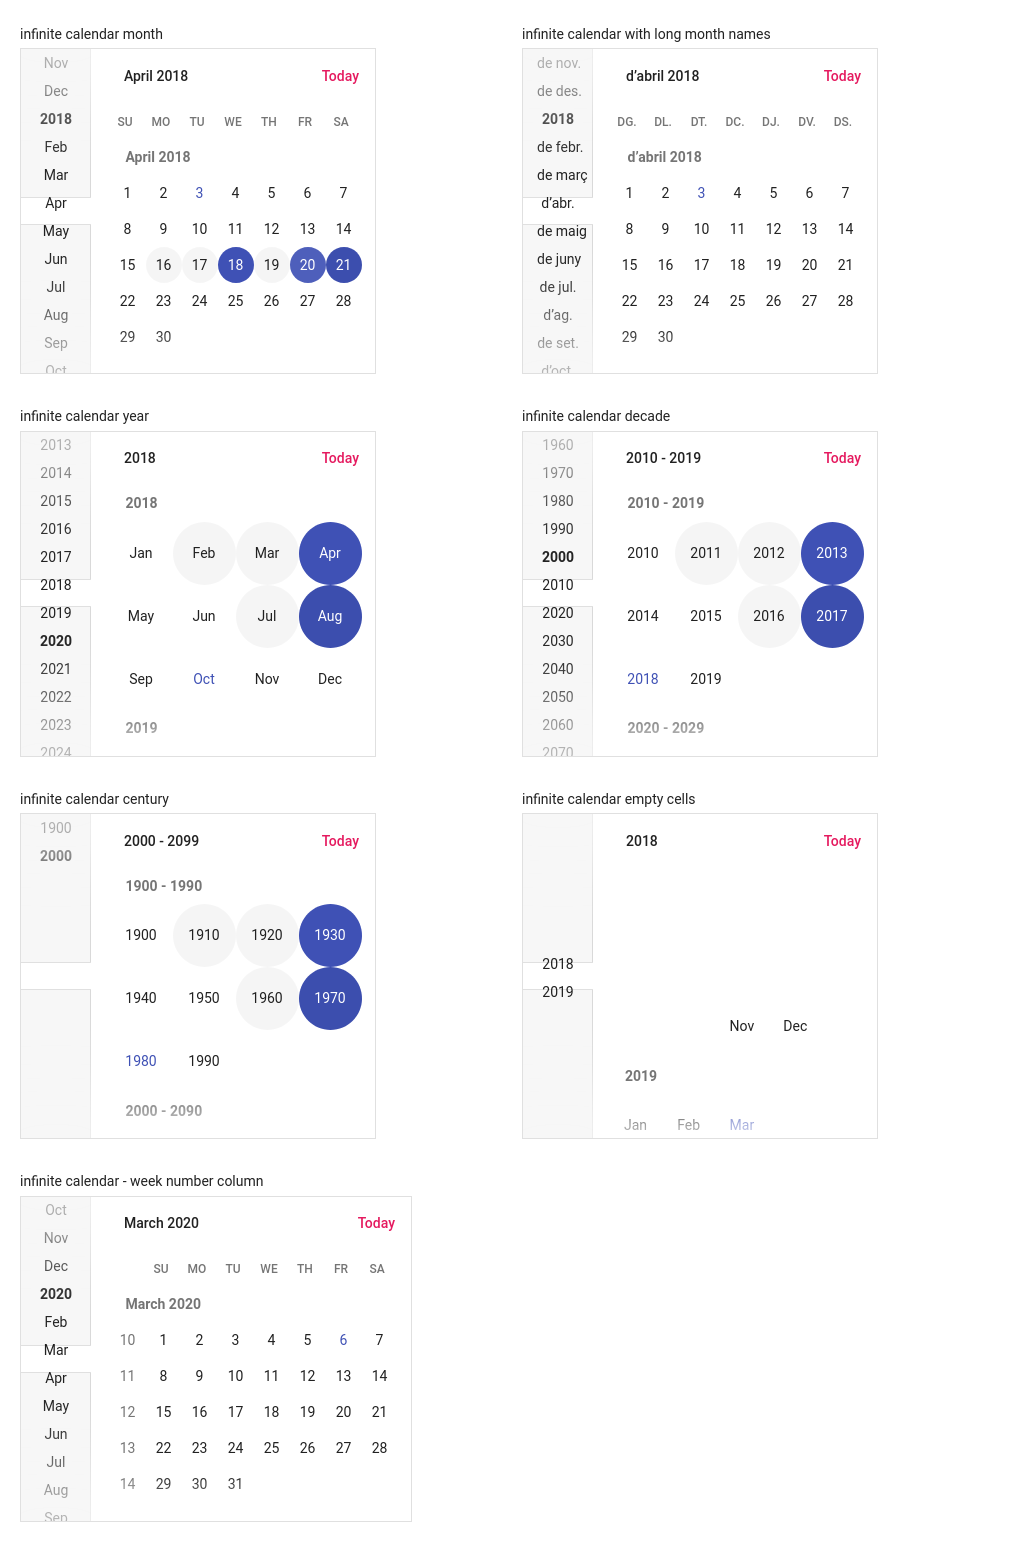 infinite calendar month
Nov
Dec
2018
Feb
Mar
Apr
May
Jun
Jul
Aug
Sep
Oct
April 2018 Today
SU MO TU WE TH FR SA
April 2018
1 2 3 4 5 6 7
8 9 10 11 12 13 14
15 16 17 18 19 20 21
22 23 24 25 26 27 28
29 30
infinite calendar with long month names
de nov.
de des.
2018
de febr.
de març
d’abr.
de maig
de juny
de jul.
d’ag.
de set.
d’oct.
d’abril 2018 Today
DG. DL. DT. DC. DJ. DV. DS.
d’abril 2018
1 2 3 4 5 6 7
8 9 10 11 12 13 14
15 16 17 18 19 20 21
22 23 24 25 26 27 28
29 30
infinite calendar year
2013
2014
2015
2016
2017
2018
2019
2020
2021
2022
2023
2024
2018 Today
2018
Jan Feb Mar Apr
May Jun Jul Aug
Sep Oct Nov Dec
2019
infinite calendar decade
1960
1970
1980
1990
2000
2010
2020
2030
2040
2050
2060
2070
2010 - 2019 Today
2010 - 2019
2010 2011 2012 2013
2014 2015 2016 2017
2018 2019
2020 - 2029
infinite calendar century
1900
2000
2000 - 2099 Today
1900 - 1990
1900 1910 1920 1930
1940 1950 1960 1970
1980 1990
2000 - 2090
infinite calendar empty cells
2018
2019
2018 Today
Nov Dec
2019
Jan Feb Mar
infinite calendar - week number column
Oct
Nov
Dec
2020
Feb
Mar
Apr
May
Jun
Jul
Aug
Sep
March 2020 Today
SU MO TU WE TH FR SA
March 2020
10 1 2 3 4 5 6 7
11 8 9 10 11 12 13 14
12 15 16 17 18 19 20 21
13 22 23 24 25 26 27 28
14 29 30 31